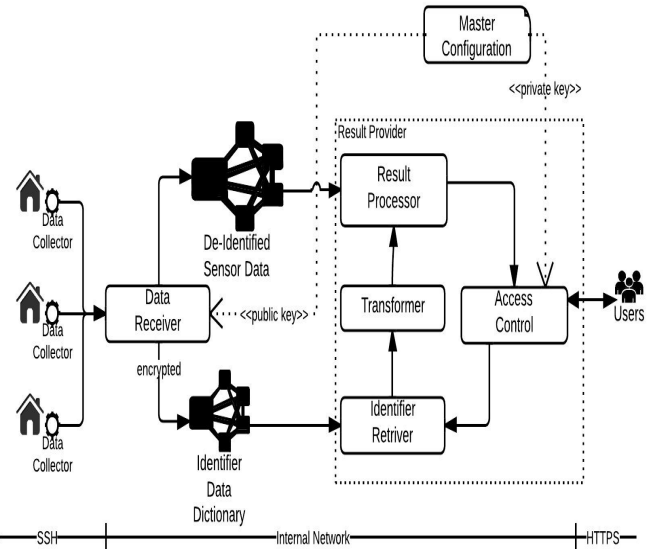 Master
Configuration
<<private key>>
Result Provider
Result
Processor
Data
Collector
De-Identified
Sensor Data
Data
Receiver
<<public key>>
Transformer
Access
Control
Users
Data
Collector
encrypted
Identifier
Retriver
Data
Collector
Identifier
Data
Dictionary
SSH
Internal Network
HTTPS